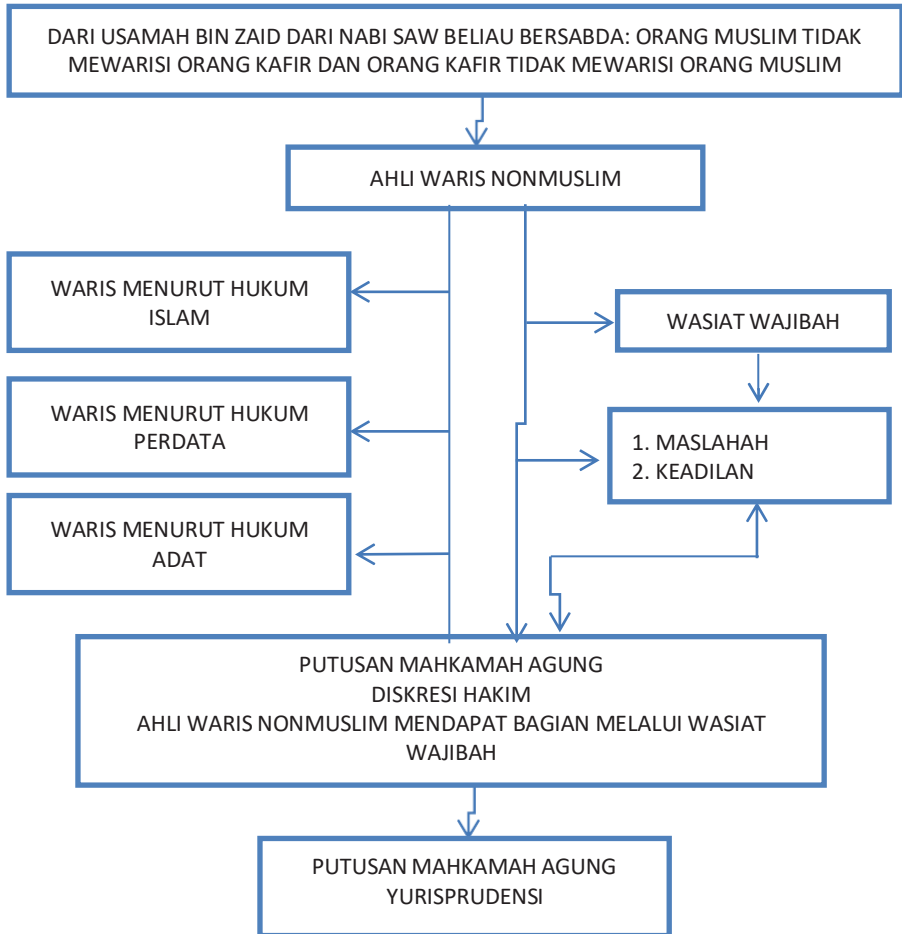 DARI USAMAH BIN ZAID DARI NABI SAW BELIAU BERSABDA: ORANG MUSLIM TIDAK
MEWARISI ORANG KAFIR DAN ORANG KAFIR TIDAK MEWARISI ORANG MUSLIM
AHLI WARIS NONMUSLIM
WARIS MENURUT HUKUM
ISLAM
WASIAT WAJIBAH
WARIS MENURUT HUKUM
PERDATA
1. MASLAHAH
2. KEADILAN
WARIS MENURUT HUKUM
ADAT
PUTUSAN MAHKAMAH AGUNG
DISKRESI HAKIM
AHLI WARIS NONMUSLIM MENDAPAT BAGIAN MELALUI WASIAT
WAJIBAH
PUTUSAN MAHKAMAH AGUNG
YURISPRUDENSI